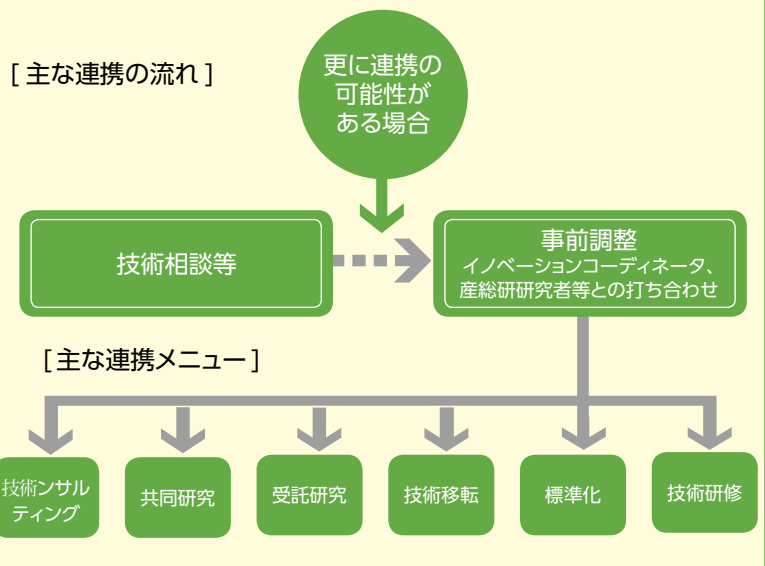 [ 主な連携の流れ ]
更に連携の
可能性が
ある場合
技術相談等
事前調整
イノベーションコーディネータ、
産総研研究者等との打ち合わせ
[ 主な連携メニュー ]
技術ンサル
ティング
共同研究
受託研究
技術移転
標準化
技術研修